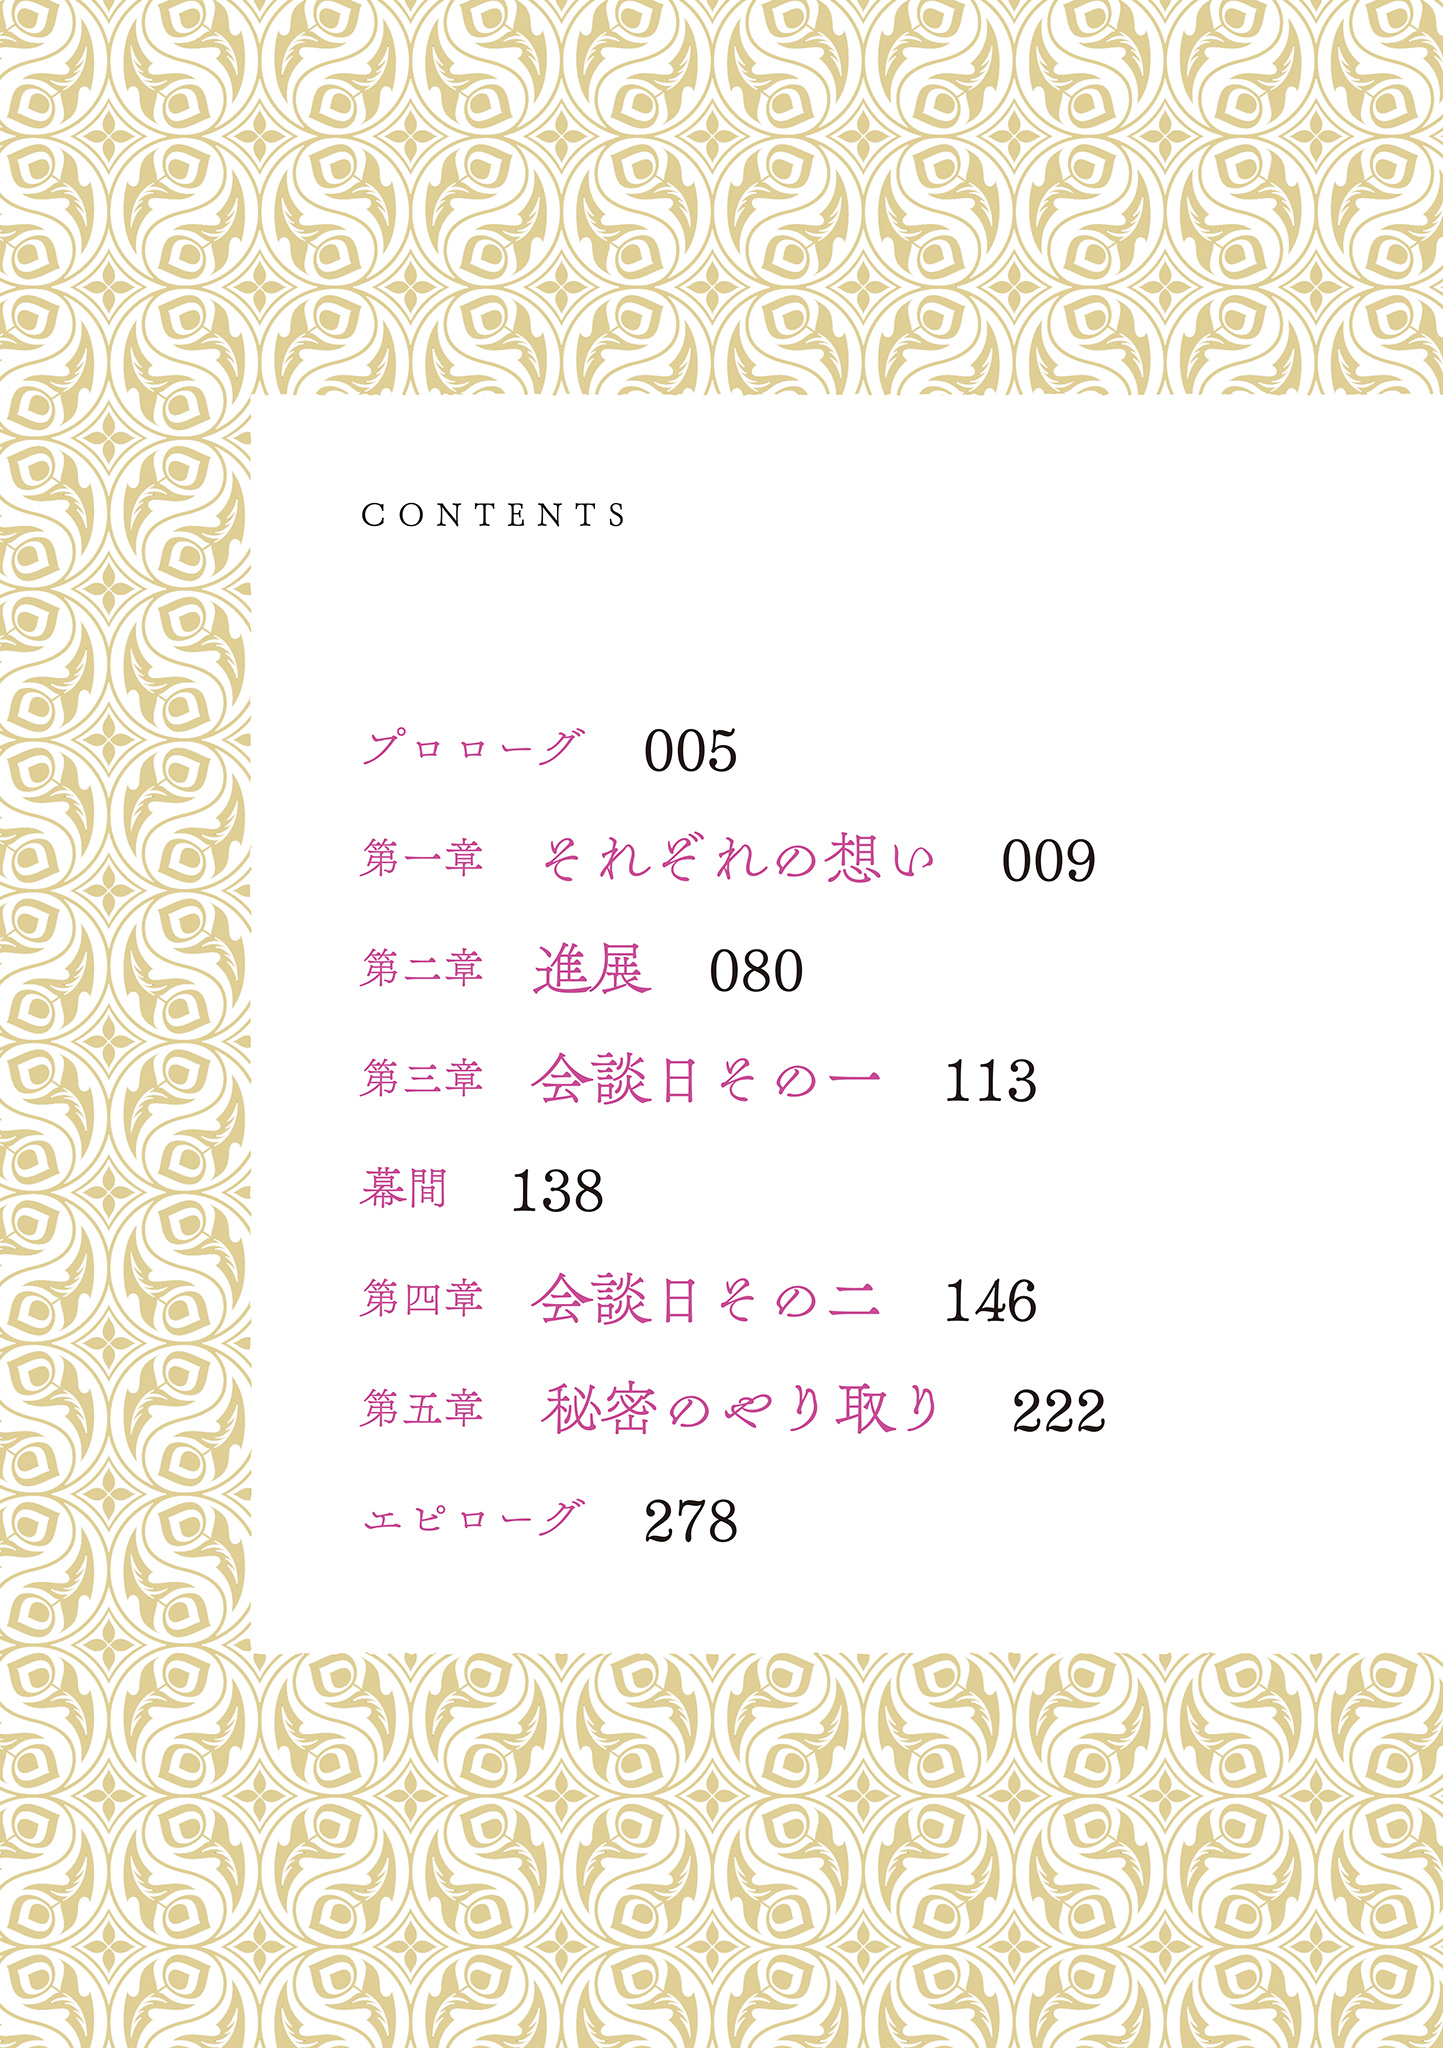 CONTENTS
プロローグ 005
第一章 それぞれの想い 009
第二章 進展 080
第三章 会談日その一 113
幕間 138
第四章 会談日その二 146
第五章 秘密のやり取り 222
エピローグ 278